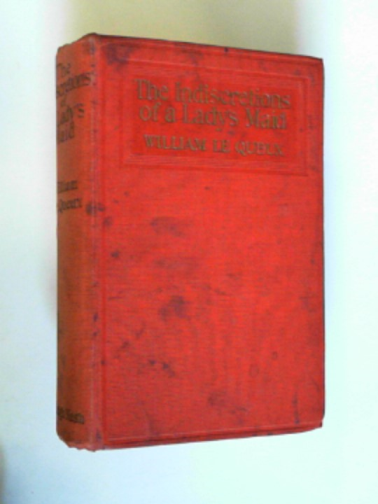 The Indiscretions
of a Lady's Maid
WILLIAM LE QUEUX
The
Indiscretions
of a
Lady's
Maid
William
Le Queux